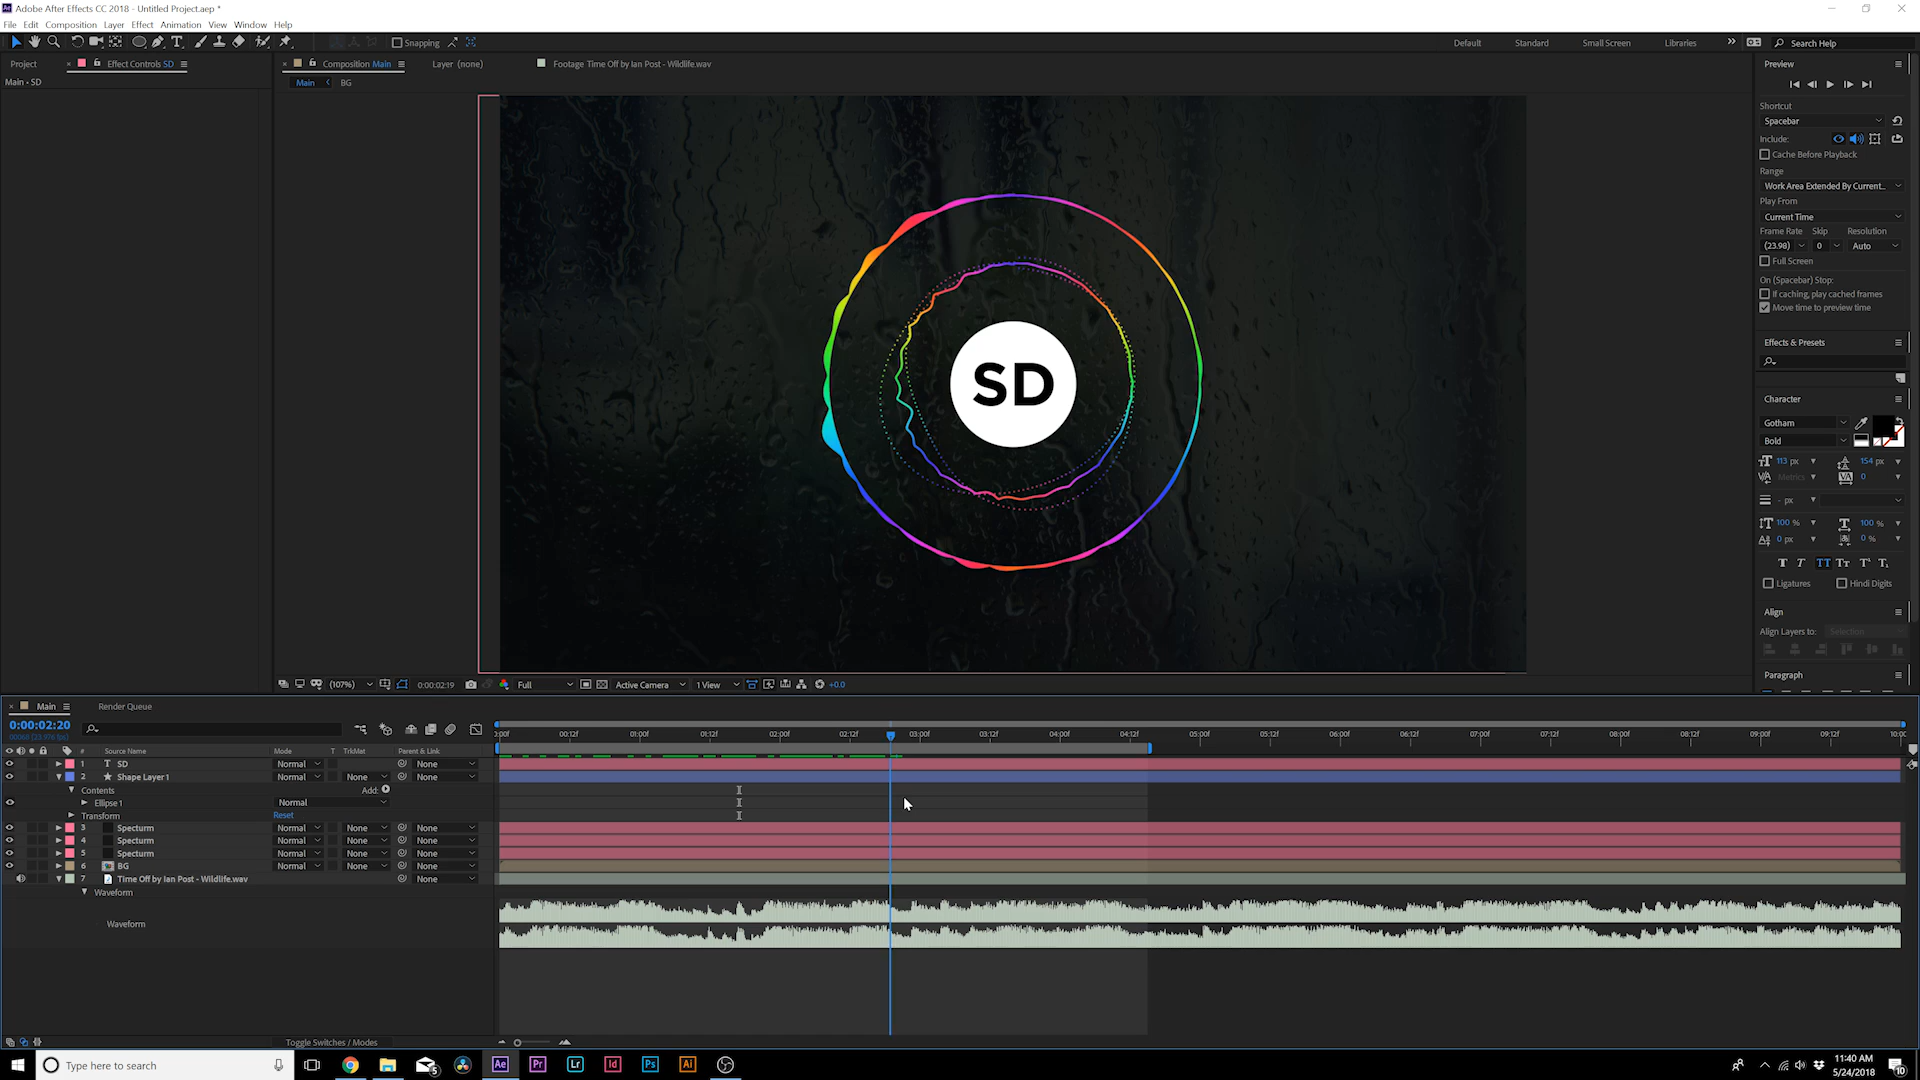 Adobe After Effects CC 2018 - Untitled Project.aep *
File Edit Composition Layer Effect Animation View Window Help
Snapping
Default Standard Small Screen Libraries
Search Help
Project
Effect Controls SD
Composition Main
Layer (none)
Footage Time Off by Ian Post - Wildlife.wav
Main • SD
Main
BG
SD
(107%)
0:00:02:19
Full
Active Camera
1 View
+0.0
Preview
Shortcut
Spacebar
Include:
Cache Before Playback
Range
Work Area Extended By Current...
Play From
Current Time
Frame Rate Skip Resolution
(23.98) 0 Auto
Full Screen
On (Spacebar) Stop:
If caching, play cached frames
Move time to preview time
Effects & Presets
Character
Gotham
Bold
113 px 154 px
Metrics 0
- px
100 % 100 %
0 px 0 %
Ligatures Hindi Digits
Align
Align Layers to: Selection
Paragraph
Main
Render Queue
0:00:02:20
# Source Name Mode T TrkMat Parent & Link
1 SD Normal None
2 Shape Layer 1 Normal None None
Contents Add:
Ellipse 1 Normal
Transform Reset
3 Specturm Normal None None
4 Specturm Normal None None
5 Specturm Normal None None
6 BG Normal None None
7 Time Off by Ian Post - Wildlife.wav None
Waveform
Waveform
0:00f 00:12f 01:00f 01:12f 02:00f 02:12f 03:00f 03:12f 04:00f 04:12f 05:00f 05:12f 06:00f 06:12f 07:00f 07:12f 08:00f 08:12f 09:00f 09:12f 10:00
Toggle Switches / Modes
Type here to search
5
Ae
Pr
Lr
Id
Ps
Ai
11:40 AM
5/24/2018
10